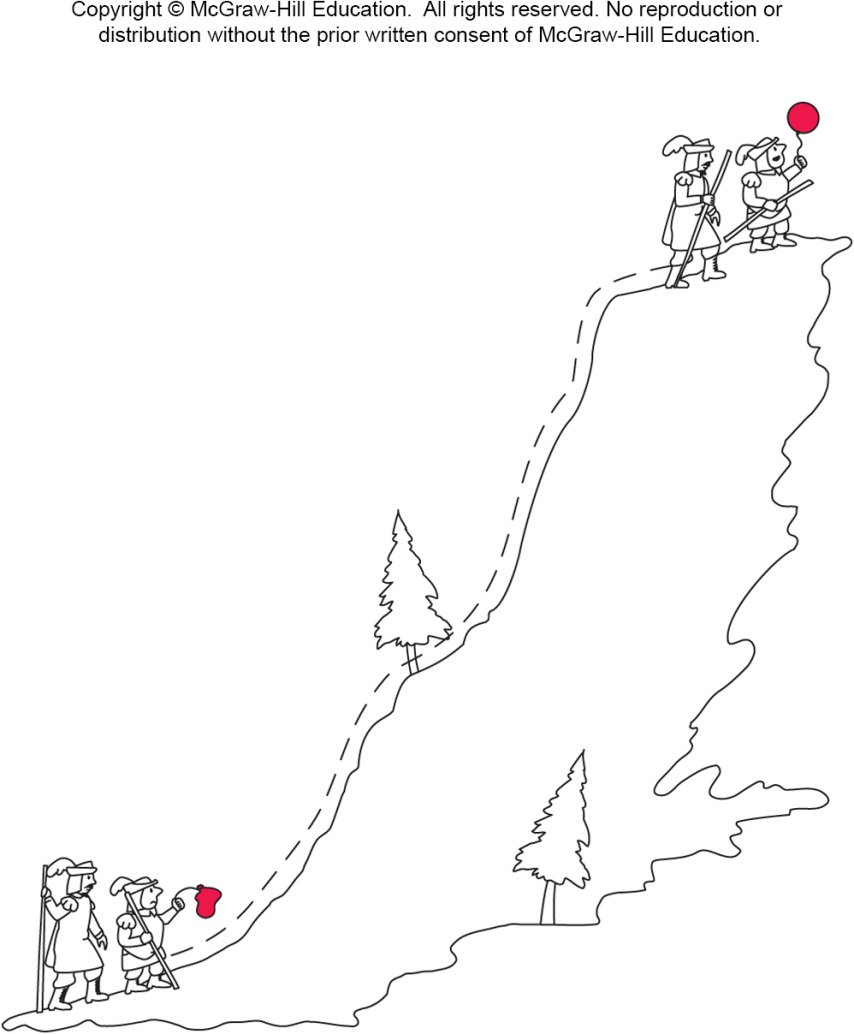 Copyright © McGraw-Hill Education.  All rights reserved. No reproduction or
distribution without the prior written consent of McGraw-Hill Education.